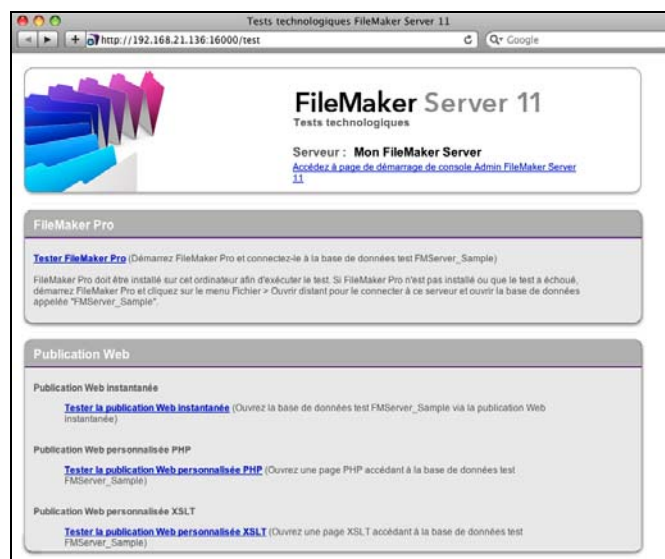 Tests technologiques FileMaker Server 11
http://192.168.21.136:16000/test
Google
FileMaker Server 11
Tests technologiques
Serveur : Mon FileMaker Server
Accédez à page de démarrage de console Admin FileMaker Server
11
FileMaker Pro
Tester FileMaker Pro (Démarrez FileMaker Pro et connectez-le à la base de données test FMServer_Sample)
FileMaker Pro doit être installé sur cet ordinateur afin d'exécuter le test. Si FileMaker Pro n'est pas installé ou que le test a échoué,
démarrez FileMaker Pro et cliquez sur le menu Fichier > Ouvrir distant pour le connecter à ce serveur et ouvrir la base de données
appelée "FMServer_Sample".
Publication Web
Publication Web instantanée
Tester la publication Web instantanée (Ouvrez la base de données test FMServer_Sample via la publication Web
instantanée)
Publication Web personnalisée PHP
Tester la publication Web personnalisée PHP (Ouvrez une page PHP accédant à la base de données test
FMServer_Sample)
Publication Web personnalisée XSLT
Tester la publication Web personnalisée XSLT (Ouvrez une page XSLT accédant à la base de données test
FMServer_Sample)